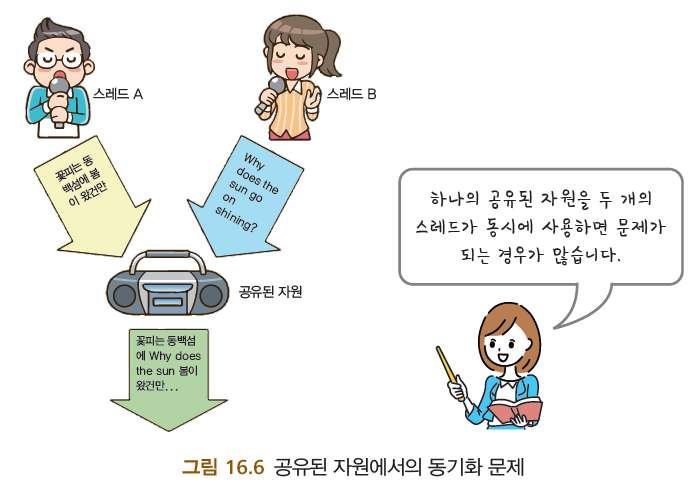 스레드 A
스레드 B
꽃피는 동
백섬에 봄
이 왔건만
Why
does the
sun go
on
shining?
공유된 자원
꽃피는 동백섬
에 Why does
the sun 봄이
왔건만...
하나의 공유된 자원을 두 개의
스레드가 동시에 사용하면 문제가
되는 경우가 많습니다.
그림 16.6 공유된 자원에서의 동기화 문제